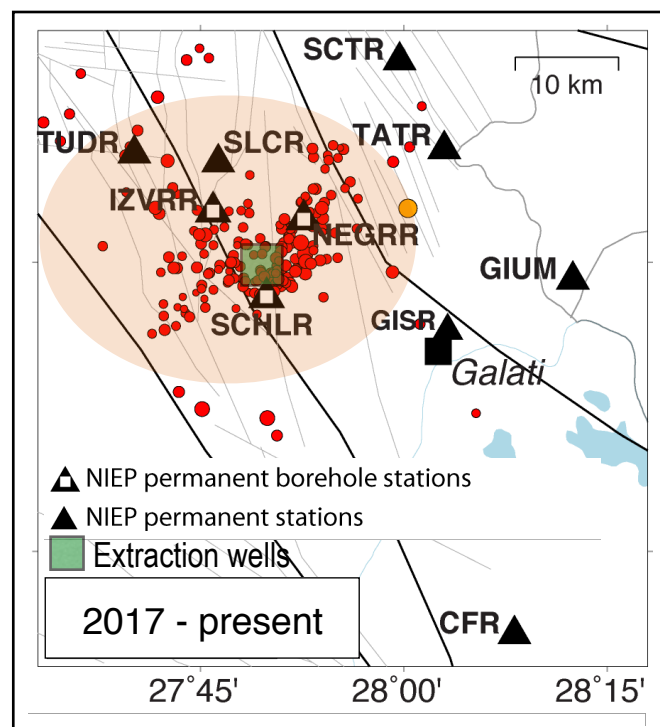 SCTR
10 km
TUDR
SLCR
TATR
IZVRR
NEGRR
GIUM
SCHLR
GISR
Galati
NIEP permanent borehole stations
NIEP permanent stations
Extraction wells
2017 - present
CFR
27°45'
28°00'
28°15'